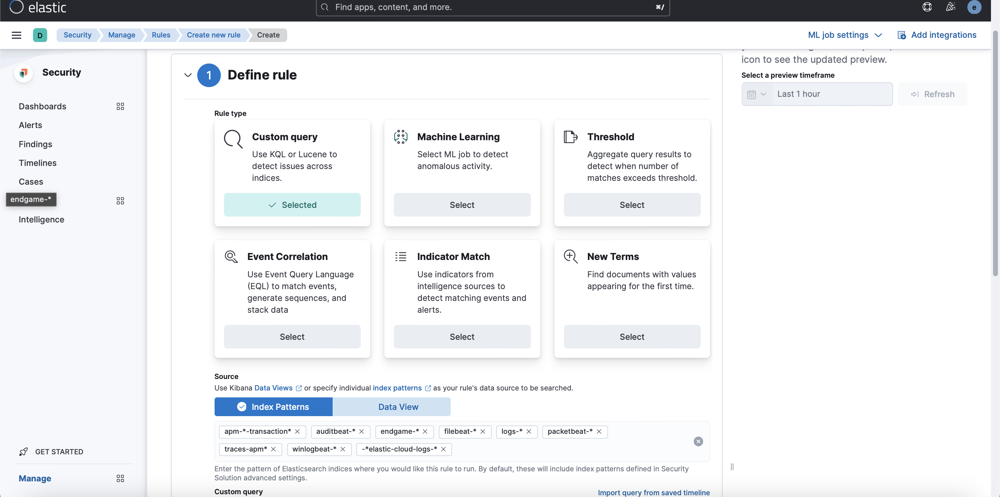 elastic
Find apps, content, and more.
⌘/
e
D
Security
Manage
Rules
Create new rule
Create
ML job settings
Add integrations
Security
Dashboards
Alerts
Findings
Timelines
Cases
endgame-*
Intelligence
GET STARTED
Manage
1
Define rule
Rule type
Custom query
Use KQL or Lucene to
detect issues across
indices.
Selected
Machine Learning
Select ML job to detect
anomalous activity.
Select
Threshold
Aggregate query results to
detect when number of
matches exceeds threshold.
Select
Event Correlation
Use Event Query Language
(EQL) to match events,
generate sequences, and
stack data
Select
Indicator Match
Use indicators from
intelligence sources to
detect matching events and
alerts.
Select
New Terms
Find documents with values
appearing for the first time.
Select
Source
Use Kibana Data Views or specify individual index patterns as your rule's data source to be searched.
Index Patterns
Data View
apm-*-transaction*
auditbeat-*
endgame-*
filebeat-*
logs-*
packetbeat-*
traces-apm*
winlogbeat-*
-*elastic-cloud-logs-*
Enter the pattern of Elasticsearch indices where you would like this rule to run. By default, these will include index patterns defined in Security
Solution advanced settings.
Custom query
Import query from saved timeline
icon to see the updated preview.
Select a preview timeframe
Last 1 hour
Refresh